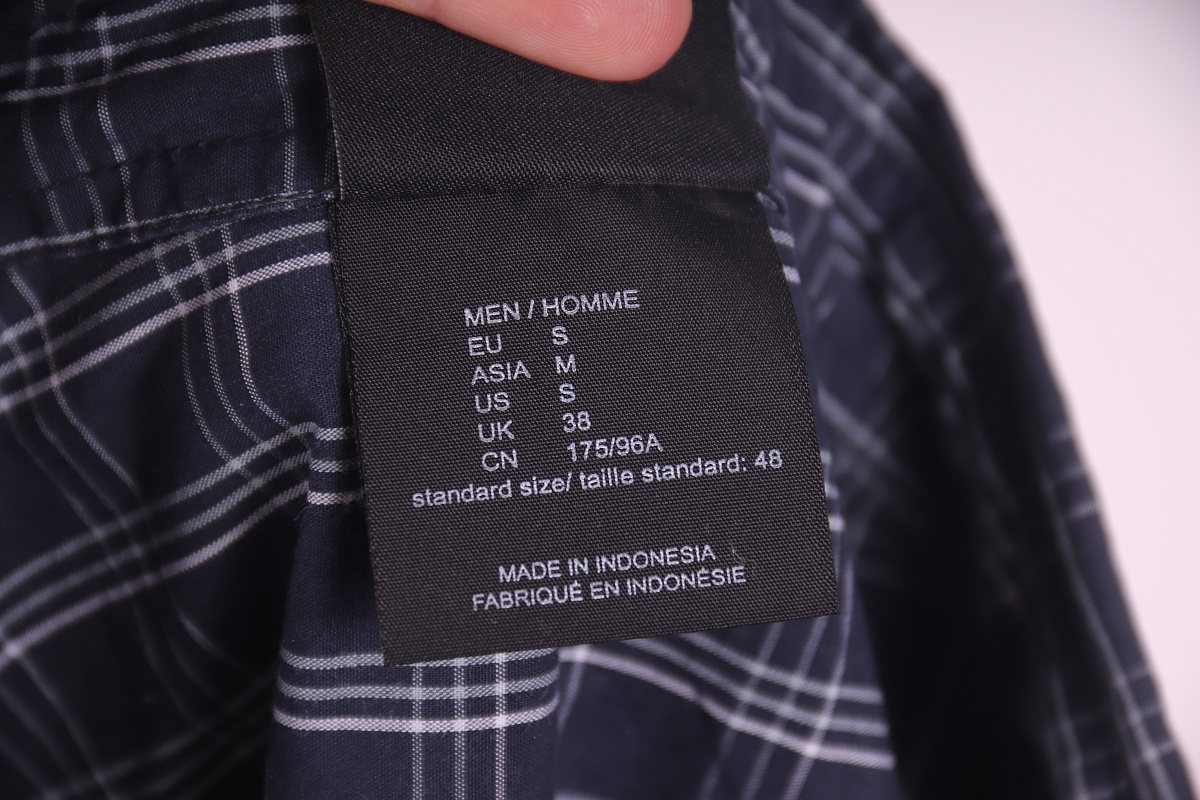 MEN / HOMME
EU S
ASIA M
US S
UK 38
CN 175/96A
standard size/ taille standard: 48
MADE IN INDONESIA
FABRIQUÉ EN INDONÉSIE